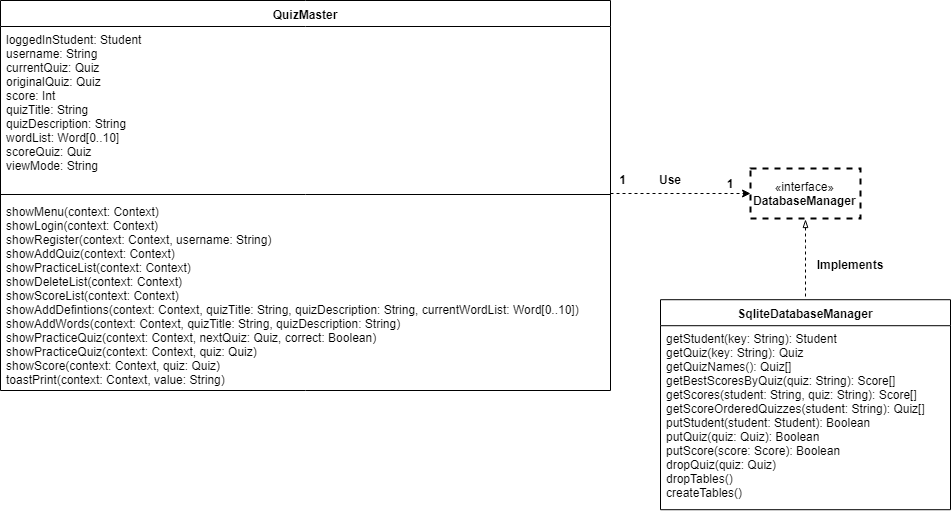 QuizMaster
loggedInStudent: Student
username: String
currentQuiz: Quiz
originalQuiz: Quiz
score: Int
quizTitle: String
quizDescription: String
wordList: Word[0..10]
scoreQuiz: Quiz
viewMode: String
showMenu(context: Context)
showLogin(context: Context)
showRegister(context: Context, username: String)
showAddQuiz(context: Context)
showPracticeList(context: Context)
showDeleteList(context: Context)
showScoreList(context: Context)
showAddDefintions(context: Context, quizTitle: String, quizDescription: String, currentWordList: Word[0..10])
showAddWords(context: Context, quizTitle: String, quizDescription: String)
showPracticeQuiz(context: Context, nextQuiz: Quiz, correct: Boolean)
showPracticeQuiz(context: Context, quiz: Quiz)
showScore(context: Context, quiz: Quiz)
toastPrint(context: Context, value: String)
1 Use 1
«interface»
DatabaseManager
Implements
SqliteDatabaseManager
getStudent(key: String): Student
getQuiz(key: String): Quiz
getQuizNames(): Quiz[]
getBestScoresByQuiz(quiz: String): Score[]
getScores(student: String, quiz: String): Score[]
getScoreOrderedQuizzes(student: String): Quiz[]
putStudent(student: Student): Boolean
putQuiz(quiz: Quiz): Boolean
putScore(score: Score): Boolean
dropQuiz(quiz: Quiz)
dropTables()
createTables()